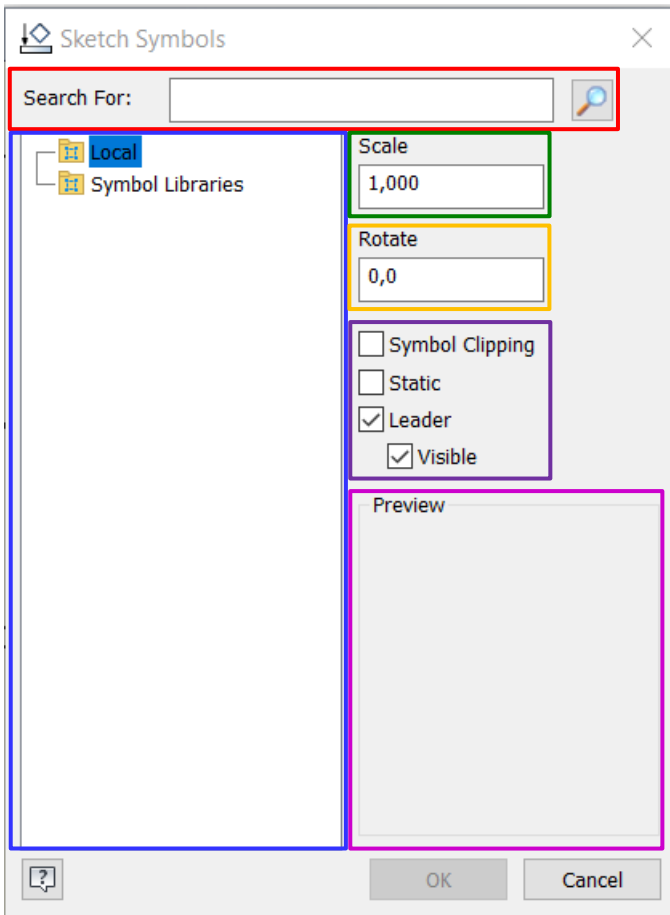 Sketch Symbols
Search For:
Local
Symbol Libraries
Scale
1,000
Rotate
0,0
Symbol Clipping
Static
Leader
Visible
Preview
OK
Cancel